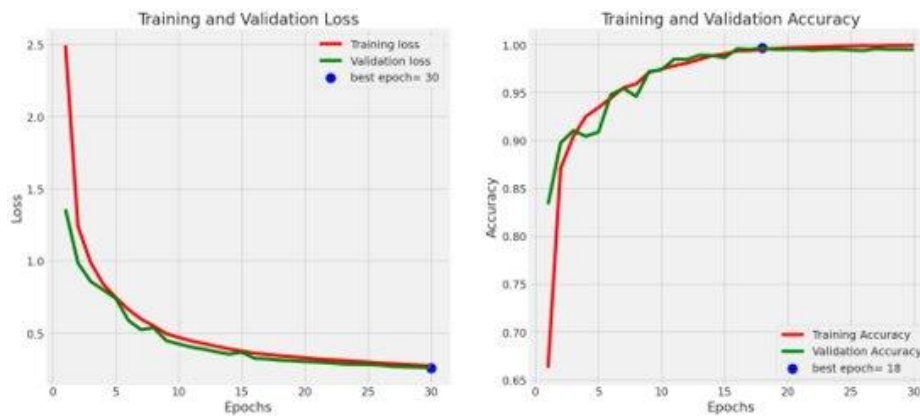 Training and Validation Loss
2.5
2.0
1.5
1.0
0.5
Loss
0 5 10 15 20 25 30
Epochs
Training loss
Validation loss
best epoch= 30
Training and Validation Accuracy
1.00
0.95
0.90
0.85
0.80
0.75
0.70
0.65
Accuracy
0 5 10 15 20 25 30
Epochs
Training Accuracy
Validation Accuracy
best epoch= 18